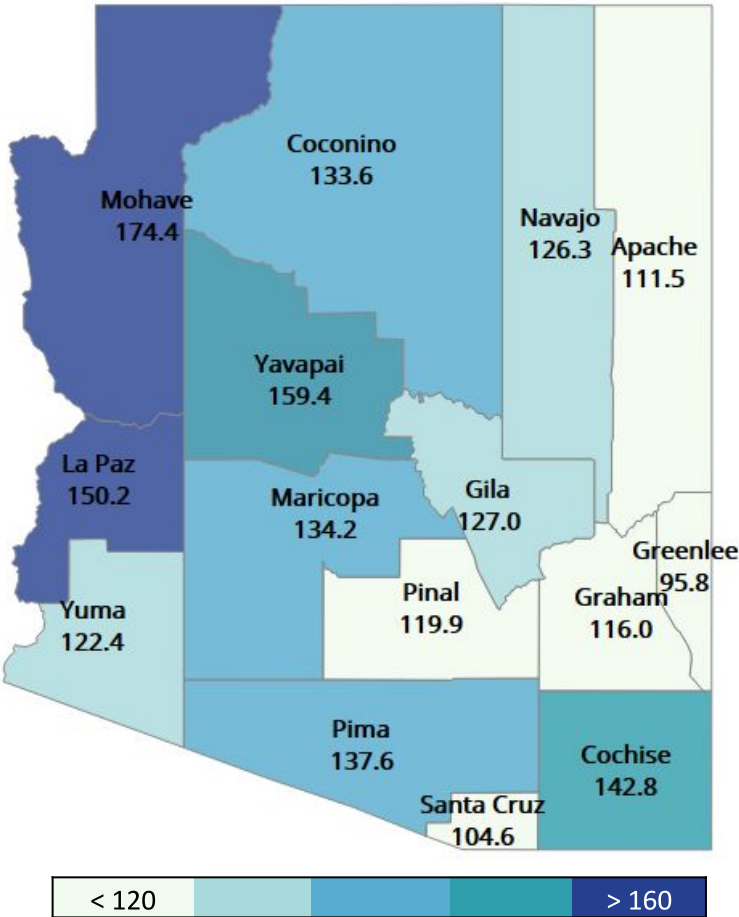 Coconino
133.6
Mohave
174.4
Navajo
126.3
Apache
111.5
Yavapai
159.4
La Paz
150.2
Maricopa
134.2
Gila
127.0
Greenlee
95.8
Pinal
119.9
Graham
116.0
Yuma
122.4
Pima
137.6
Cochise
142.8
Santa Cruz
104.6
< 120
> 160